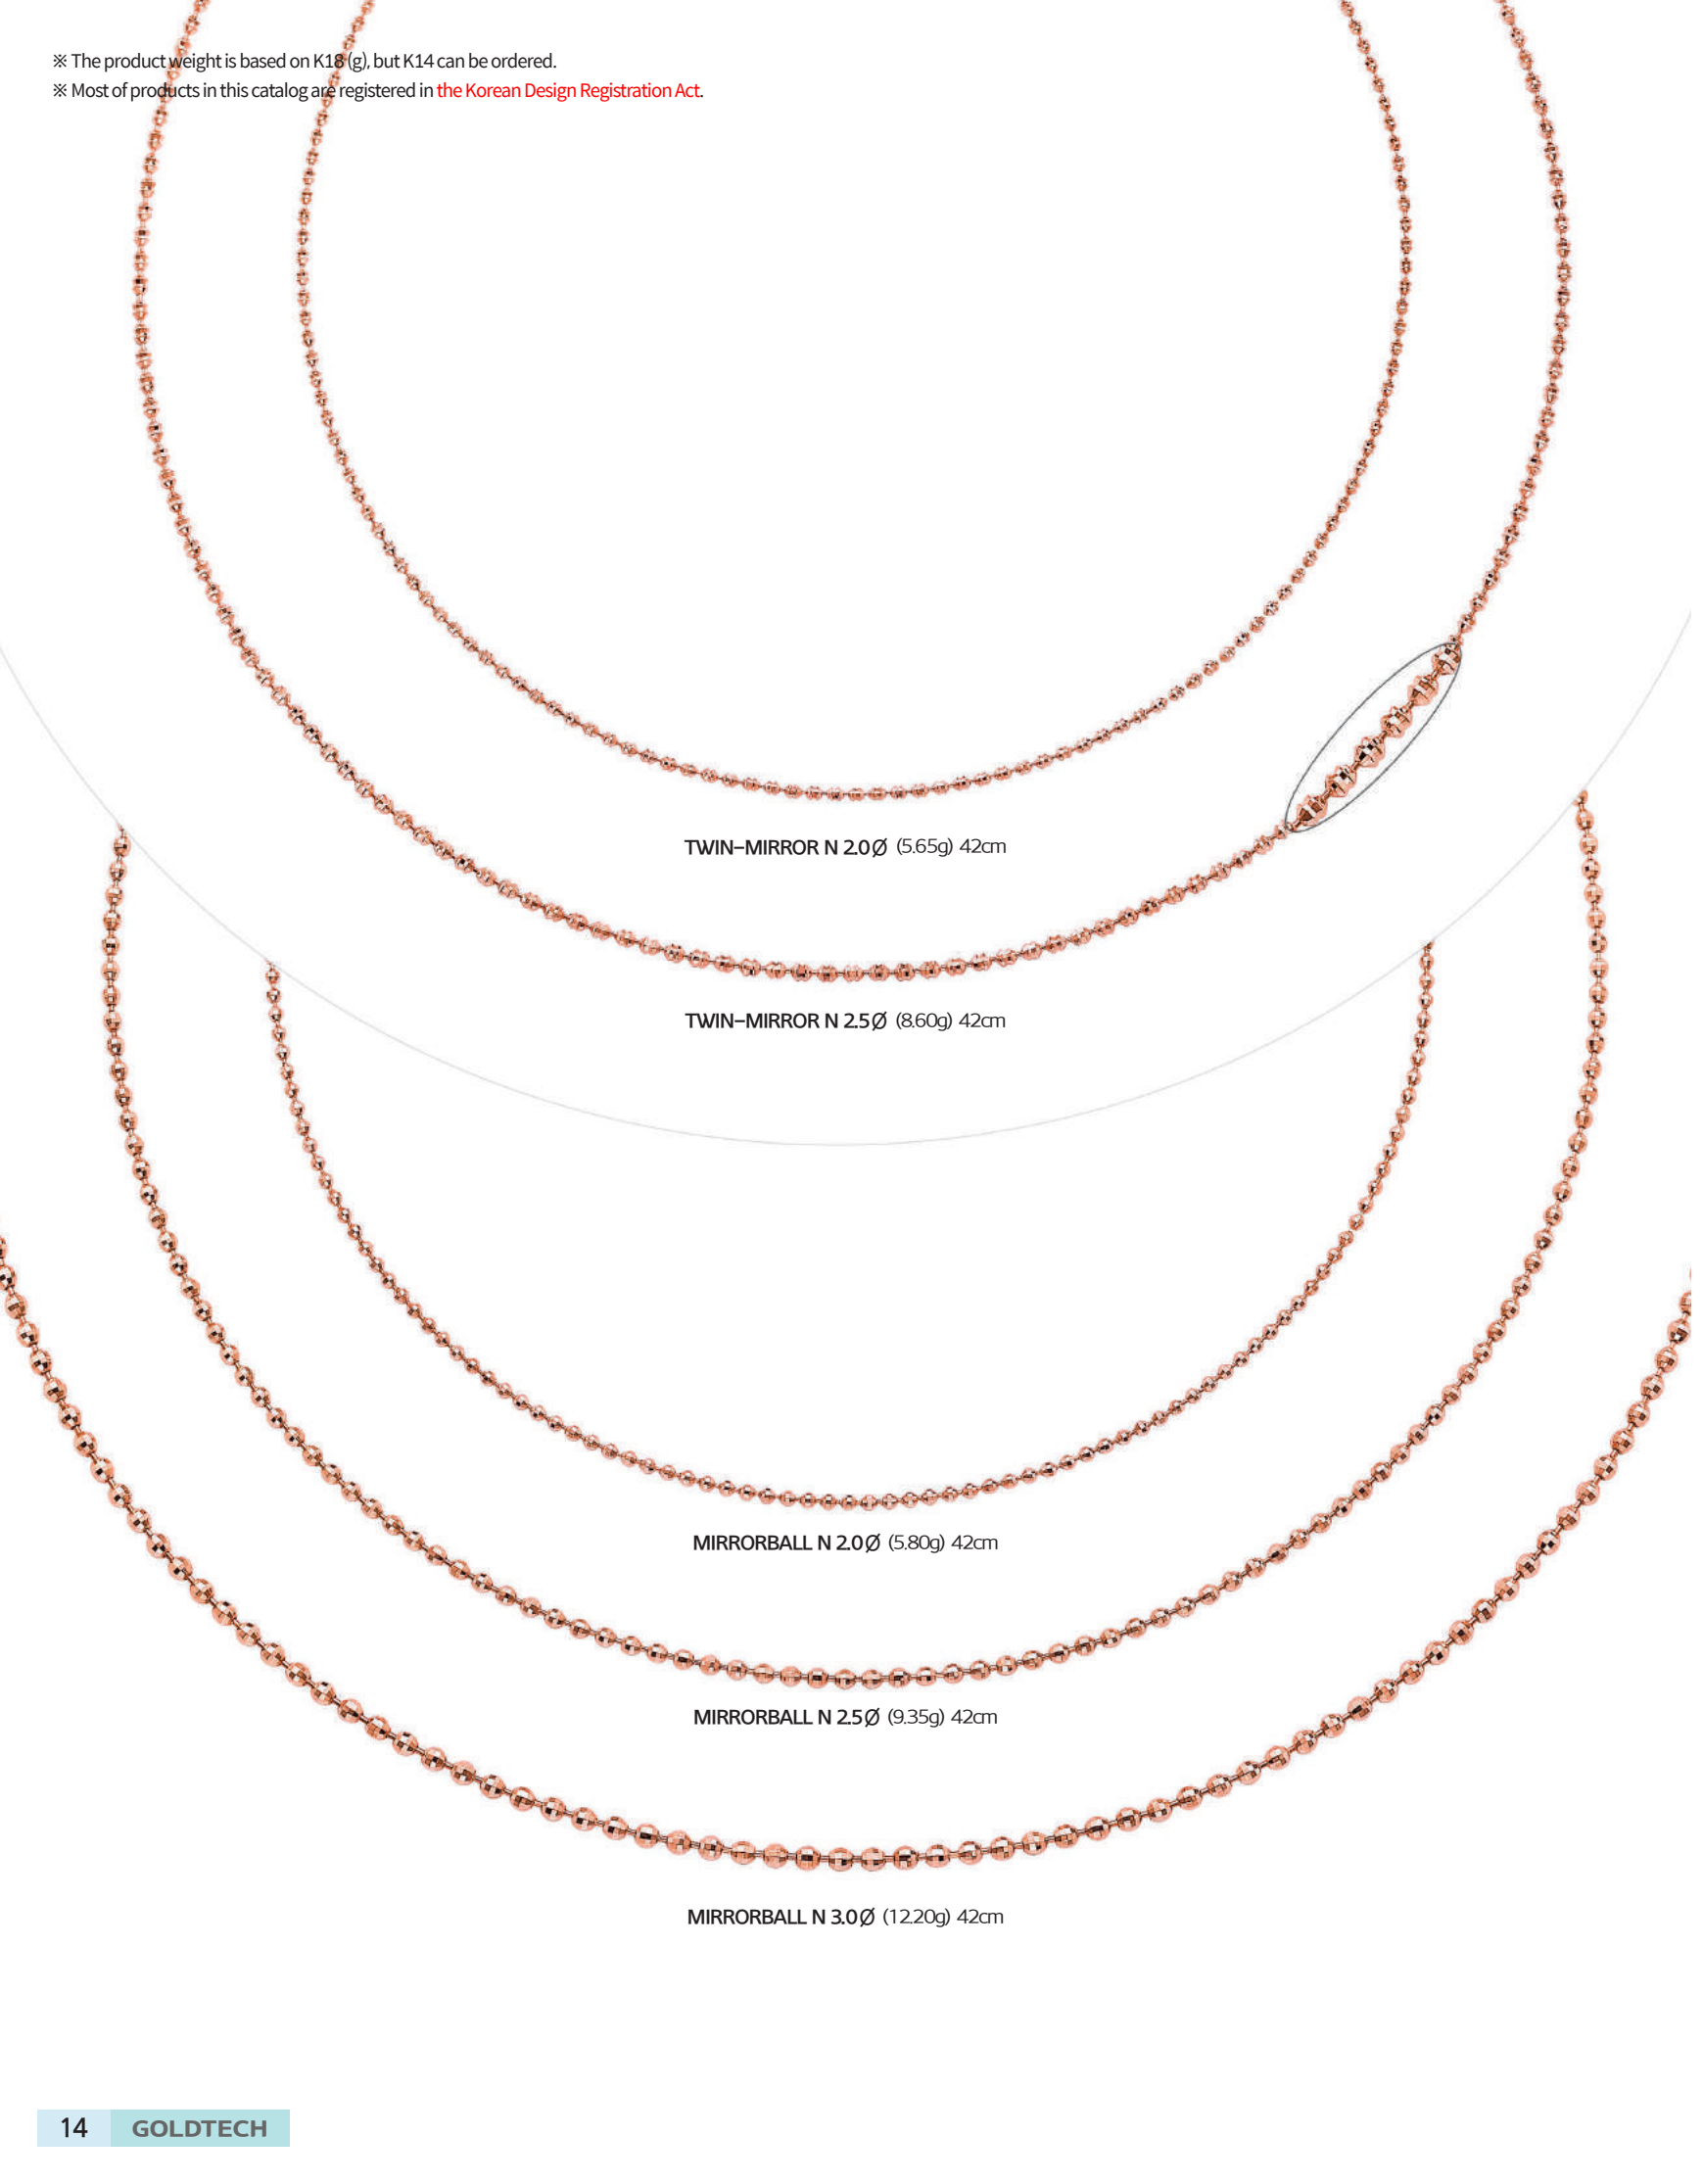 ※ The product weight is based on K18 (g), but K14 can be ordered.
※ Most of products in this catalog are registered in the Korean Design Registration Act.
TWIN-MIRROR N 2.0Ø (5.65g) 42cm
TWIN-MIRROR N 2.5Ø (8.60g) 42cm
MIRRORBALL N 2.0Ø (5.80g) 42cm
MIRRORBALL N 2.5Ø (9.35g) 42cm
MIRRORBALL N 3.0Ø (12.20g) 42cm
14 GOLDTECH